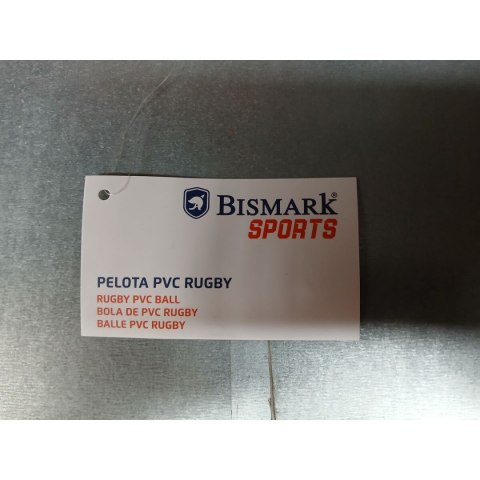 BISMARK®
SPORTS
PELOTA PVC RUGBY
RUGBY PVC BALL
BOLA DE PVC RUGBY
BALLE PVC RUGBY